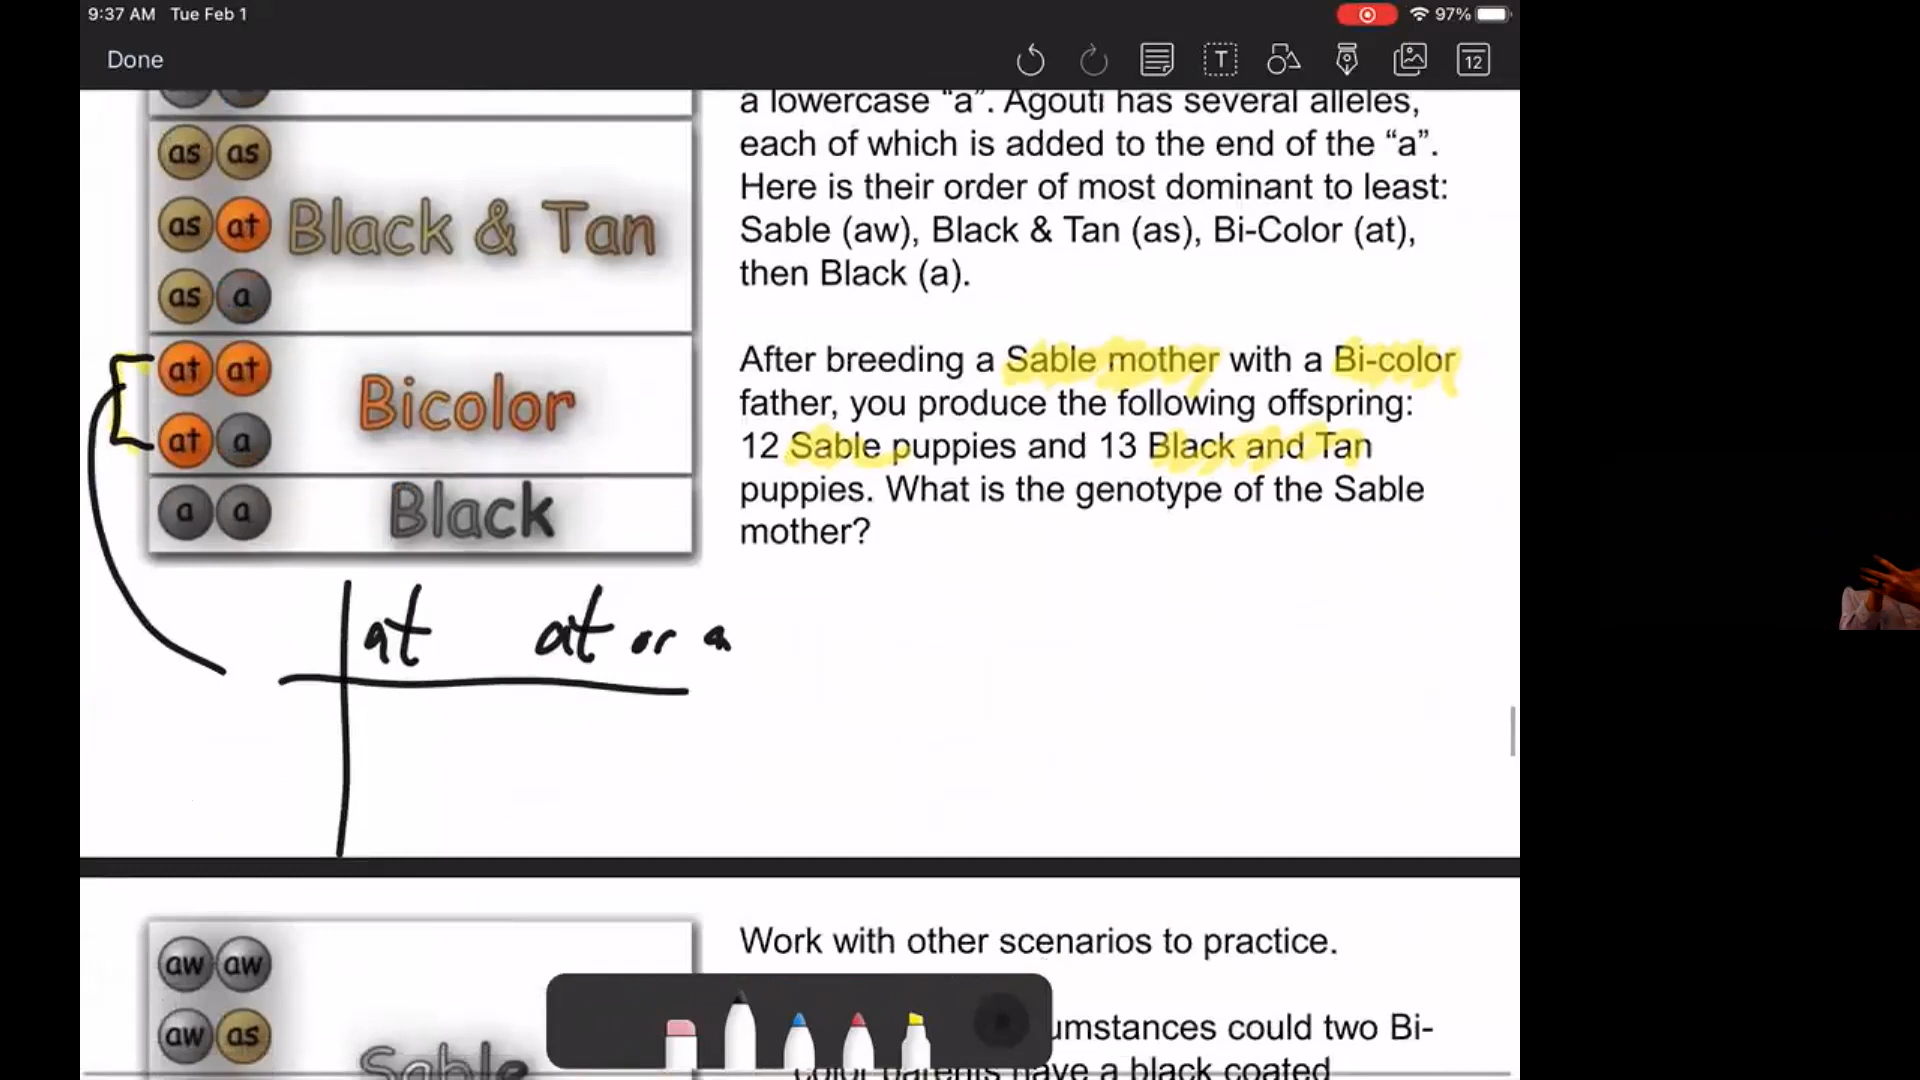 9:37 AM Tue Feb 1
97%
Done
T
12
a lowercase “a”. Agouti has several alleles,
each of which is added to the end of the “a”.
Here is their order of most dominant to least:
Sable (aw), Black & Tan (as), Bi-Color (at),
then Black (a).
as as
as at Black & Tan
as a
at at
Bicolor
at a
a a Black
After breeding a Sable mother with a Bi-color
father, you produce the following offspring:
12 Sable puppies and 13 Black and Tan
puppies. What is the genotype of the Sable
mother?
at at or a
aw aw
aw as
Sable
Work with other scenarios to practice.
umstances could two Bi-
color parents have a black coated